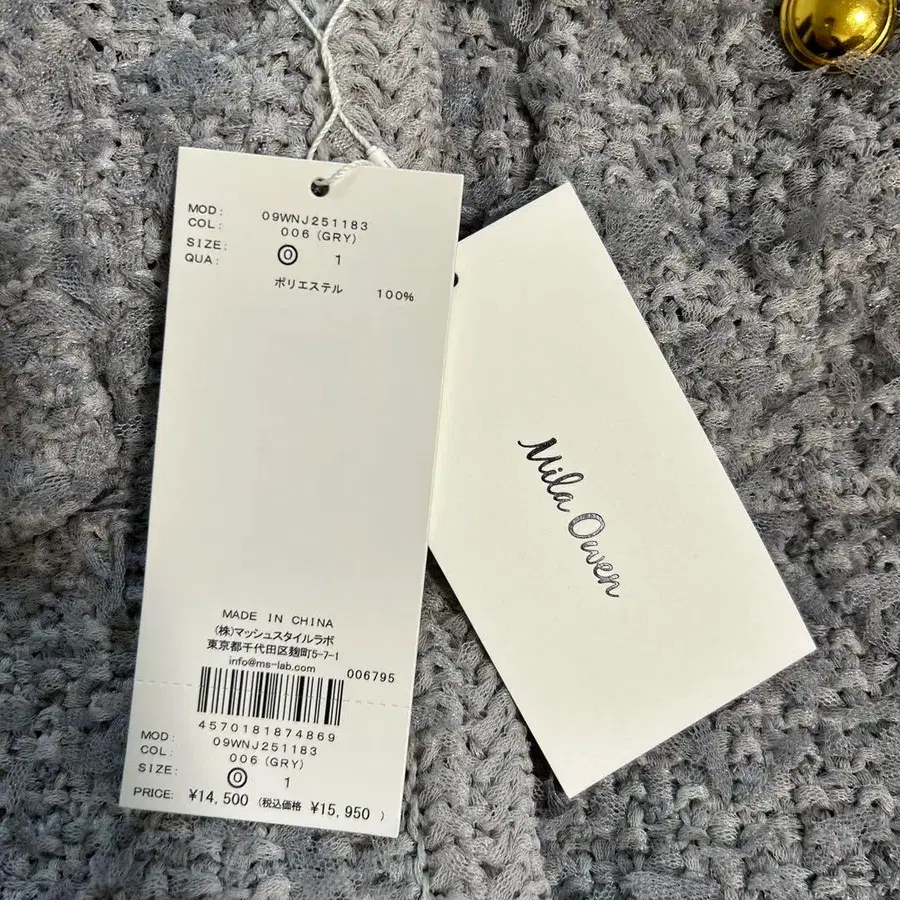 MOD: 09WNJ251183
COL: 006 (GRY)
SIZE: 0 1
QUA:
ポリエステル 100%
MADE IN CHINA
(株)マッシュスタイルラボ
東京都千代田区麹町5-7-1
info@ms-lab.com
006795
4570181874869
MOD: 09WNJ251183
COL: 006 (GRY)
SIZE: 0 1
PRICE: ¥14,500 (税込価格 ¥15,950 )
Mila Owen